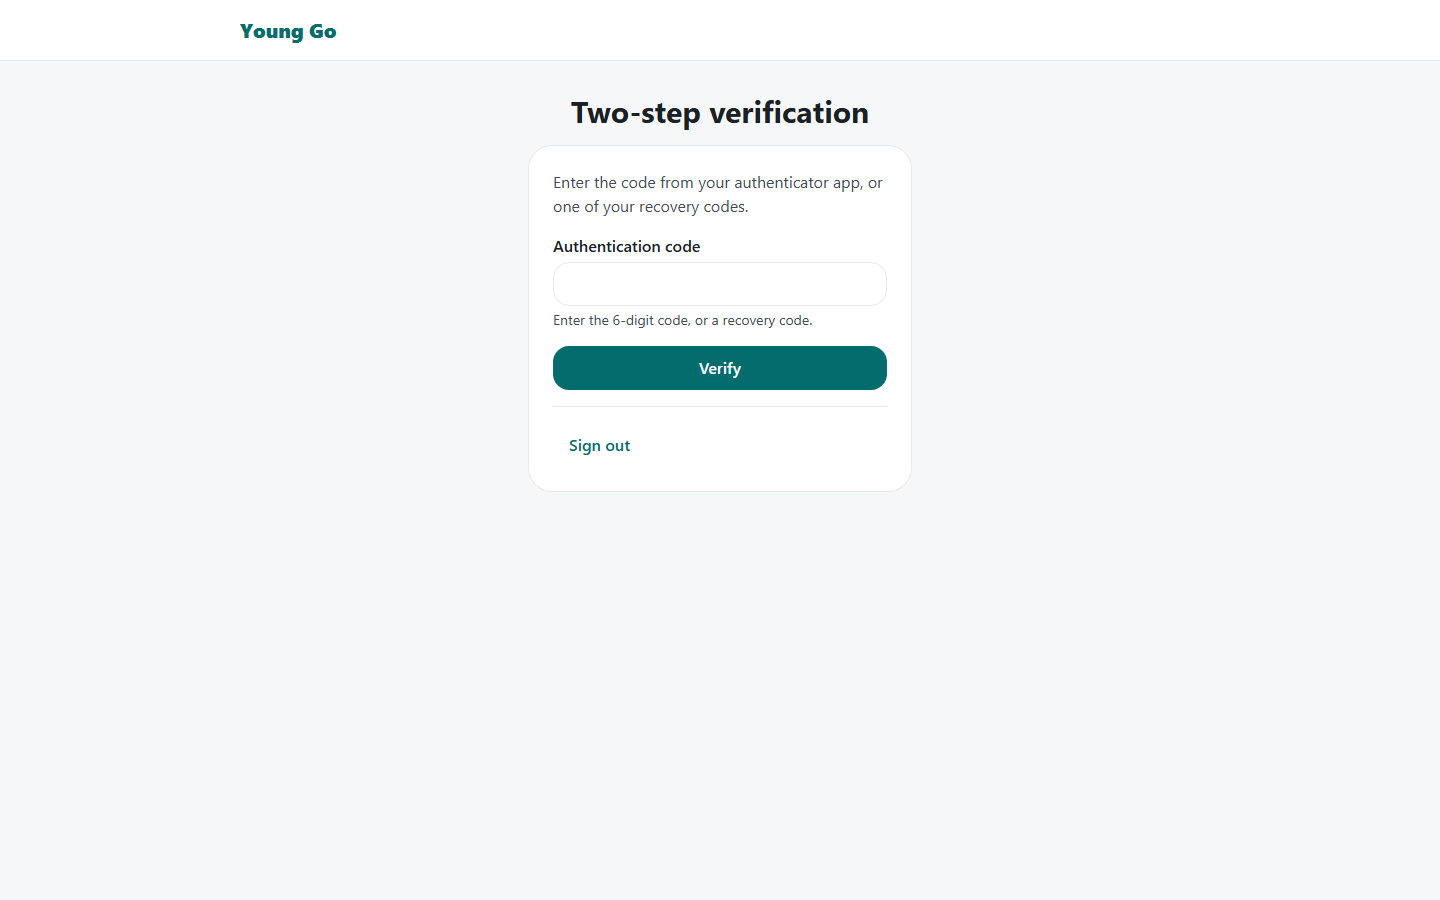 Young Go
Two-step verification
Enter the code from your authenticator app, or
one of your recovery codes.
Authentication code
Enter the 6-digit code, or a recovery code.
Verify
Sign out